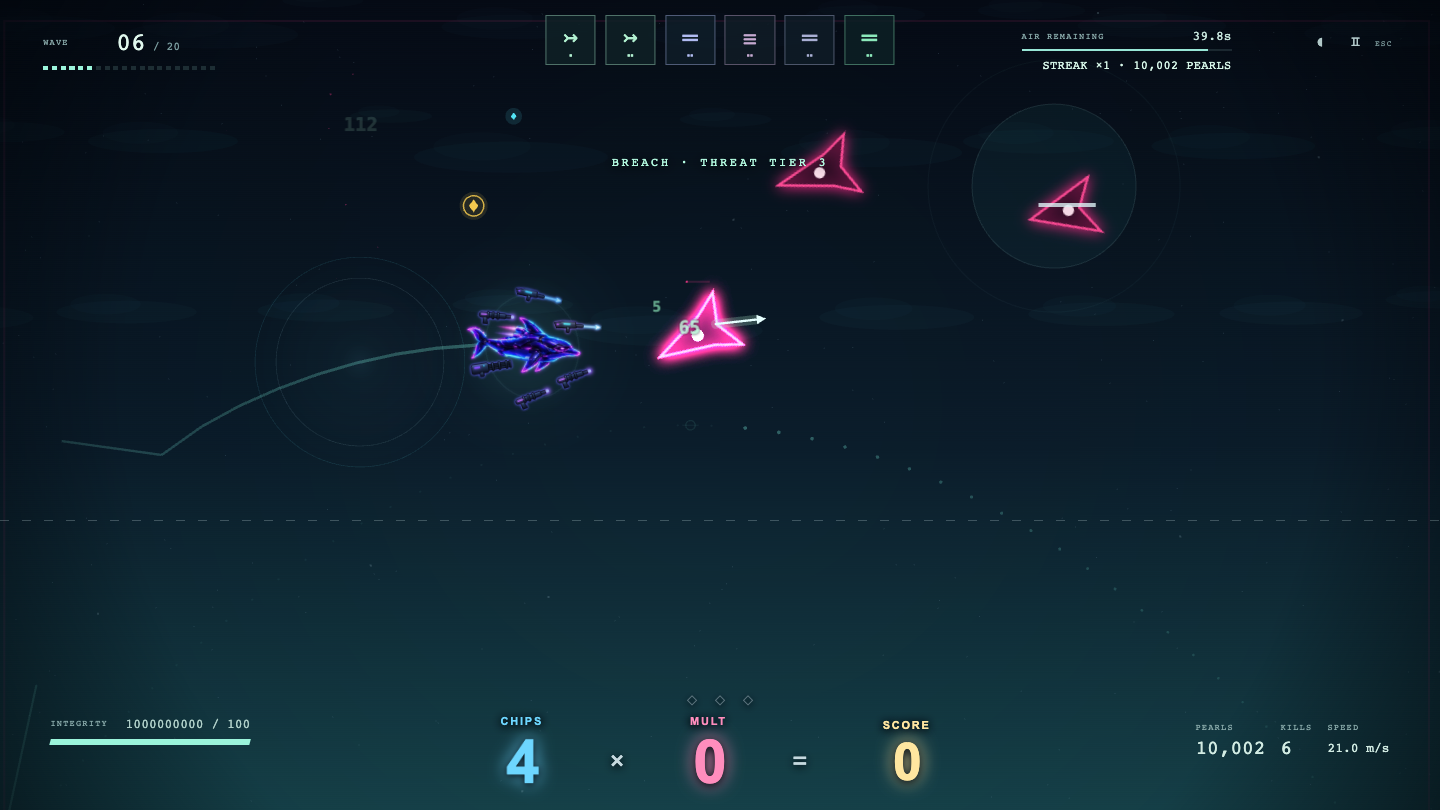 WAVE 06 / 20
AIR REMAINING 39.8s
STREAK ×1 · 10,002 PEARLS
ESC
112
BREACH · THREAT TIER 3
5
65
INTEGRITY 1000000000 / 100
CHIPS
4
×
MULT
0
=
SCORE
0
PEARLS
10,002
KILLS
6
SPEED
21.0 m/s